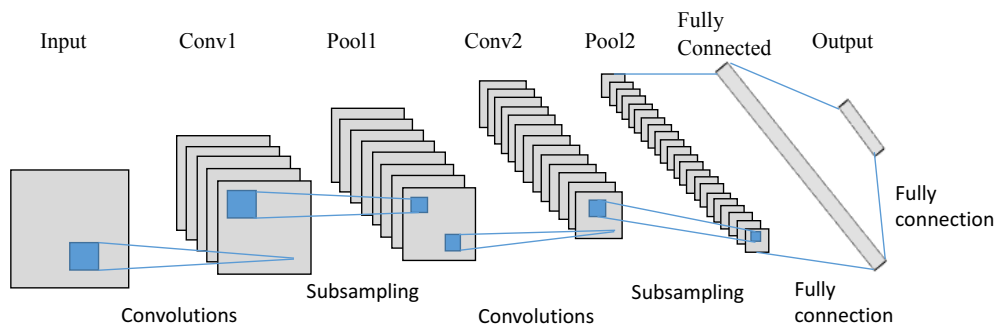 Input
Conv1
Pool1
Conv2
Pool2
Fully
Connected
Output
Convolutions
Subsampling
Convolutions
Subsampling
Fully
connection
Fully
connection